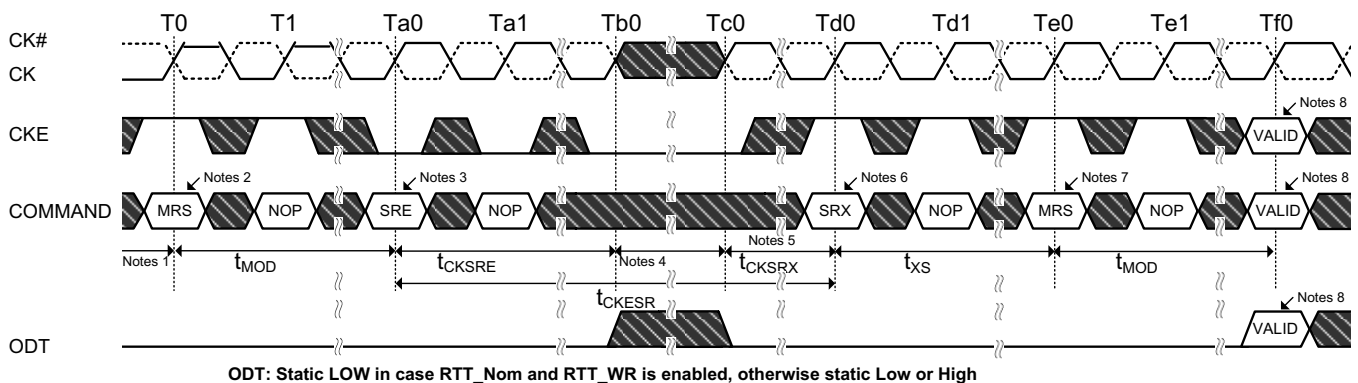 T0 T1 Ta0 Ta1 Tb0 Tc0 Td0 Td1 Te0 Te1 Tf0
CK#
CK
Notes 8
CKE VALID
Notes 2 Notes 3 Notes 6 Notes 7 Notes 8
COMMAND MRS NOP SRE NOP SRX NOP MRS NOP VALID
Notes 1 tMOD tCKSRE Notes 4 Notes 5 tCKSRX tXS tMOD
tCKESR
Notes 8
VALID
ODT
ODT: Static LOW in case RTT_Nom and RTT_WR is enabled, otherwise static Low or High